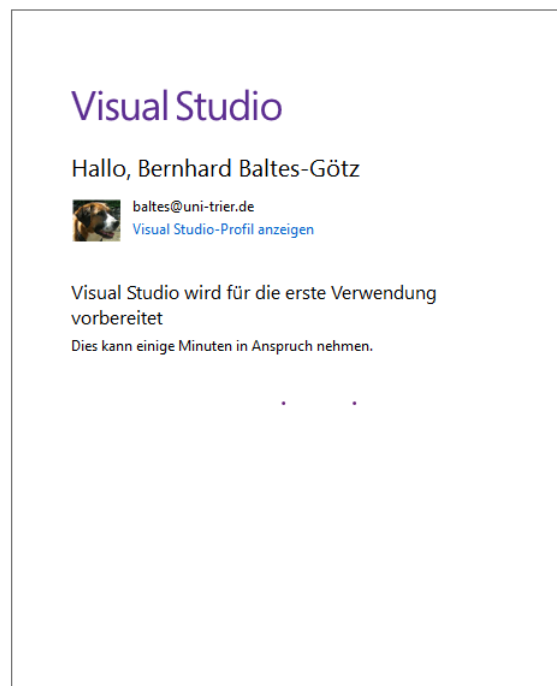 Visual Studio
Hallo, Bernhard Baltes-Götz
baltes@uni-trier.de
Visual Studio-Profil anzeigen
Visual Studio wird für die erste Verwendung
vorbereitet
Dies kann einige Minuten in Anspruch nehmen.